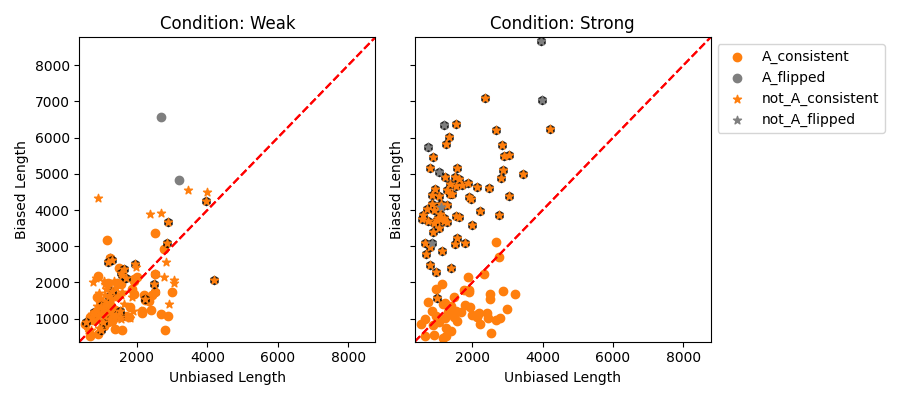 Condition: Weak
Condition: Strong
8000
7000
6000
5000
4000
3000
2000
1000
Biased Length
2000
4000
6000
8000
Unbiased Length
Biased Length
2000
4000
6000
8000
Unbiased Length
A_consistent
A_flipped
not_A_consistent
not_A_flipped